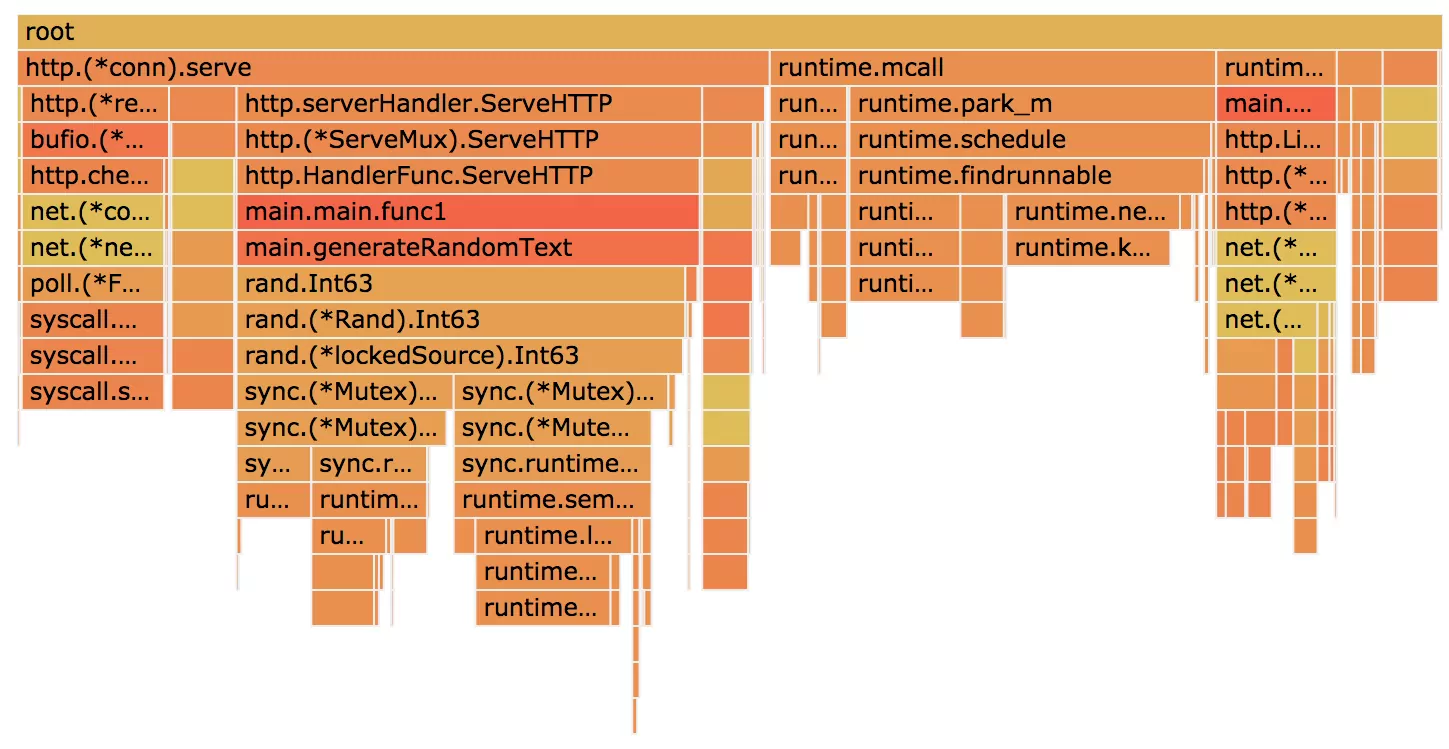 root
http.(*conn).serve runtime.mcall runtim...
http.(*re... http.serverHandler.ServeHTTP run... runtime.park_m main....
bufio.(*... http.(*ServeMux).ServeHTTP run... runtime.schedule http.Li...
http.che... http.HandlerFunc.ServeHTTP run... runtime.findrunnable http.(*...
net.(*co... main.main.func1 runti... runtime.ne... http.(*...
net.(*ne... main.generateRandomText runti... runtime.k... net.(*...
poll.(*F... rand.Int63 runti... net.(*...
syscall.... rand.(*Rand).Int63 net.(...
syscall.... rand.(*lockedSource).Int63
syscall.s... sync.(*Mutex)... sync.(*Mutex)...
sync.(*Mutex)... sync.(*Mute...
sy... sync.r... sync.runtime...
ru... runtim... runtime.sem...
ru... runtime.l...
runtime...
runtime...